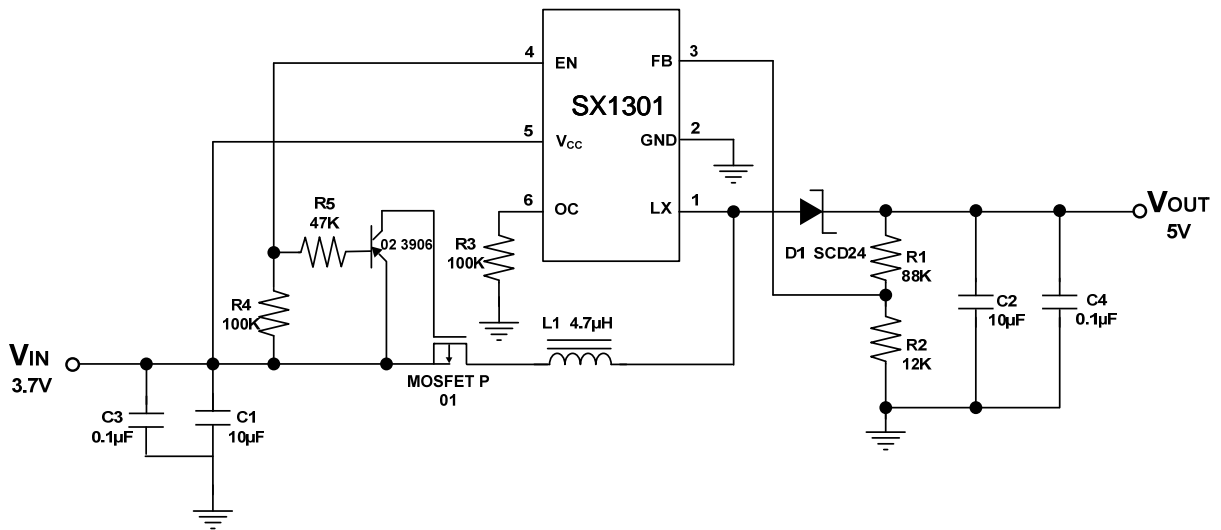 4
EN
FB
3
SX1301
5
VCC
GND
2
6
OC
LX
1
R5
47K
02 3906
R3
100K
D1 SCD24
VOUT
5V
R1
88K
R4
100K
L1 4.7µH
C2
10µF
C4
0.1µF
R2
12K
VIN
3.7V
MOSFET P
01
C3
0.1µF
C1
10µF